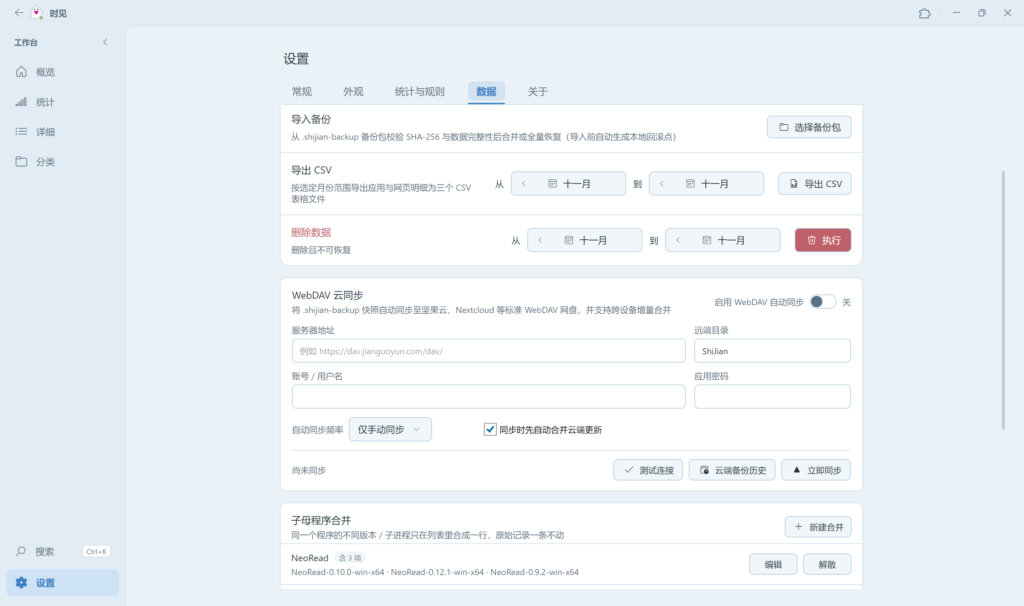 时见
工作台
概览
统计
详细
分类
搜索 Ctrl+K
设置
设置
常规 外观 统计与规则 数据 关于
导入备份
从 .shijian-backup 备份包校验 SHA-256 与数据完整性后合并或全量恢复（导入前自动生成本地回滚点）
选择备份包
导出 CSV
按选定月份范围导出应用与网页明细为三个 CSV
表格文件
从 十一月 到 十一月 导出 CSV
删除数据
删除且不可恢复
从 十一月 到 十一月 执行
WebDAV 云同步
将 .shijian-backup 快照自动同步至坚果云、Nextcloud 等标准 WebDAV 网盘，并支持跨设备增量合并
启用 WebDAV 自动同步 关
服务器地址 远端目录
例如 https://dav.jianguoyun.com/dav/ ShiJian
账号 / 用户名 应用密码
自动同步频率 仅手动同步 同步时先自动合并云端更新
尚未同步 测试连接 云端备份历史 立即同步
子母程序合并
同一个程序的不同版本 / 子进程只在列表里合成一行，原始记录一条不动
新建合并
NeoRead 含 3 项
NeoRead-0.10.0-win-x64 · NeoRead-0.12.1-win-x64 · NeoRead-0.9.2-win-x64
编辑 解散